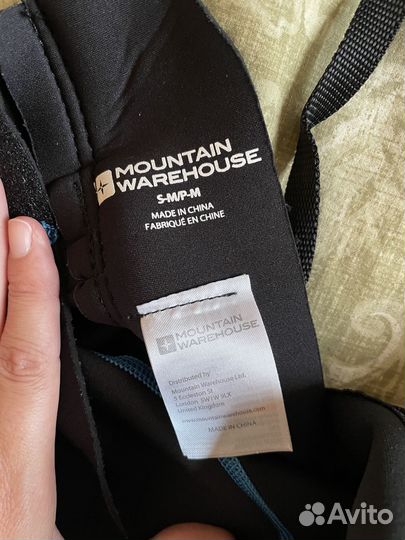 MOUNTAIN
WAREHOUSE
S-M/P-M
MADE IN CHINA
FABRIQUÉ EN CHINE
MOUNTAIN
WAREHOUSE
Distributed by
Mountain Warehouse Ltd.
5 Eccleston St
London, SW1W 9LX
United Kingdom
www.mountainwarehouse.com
MADE IN CHINA
Avito